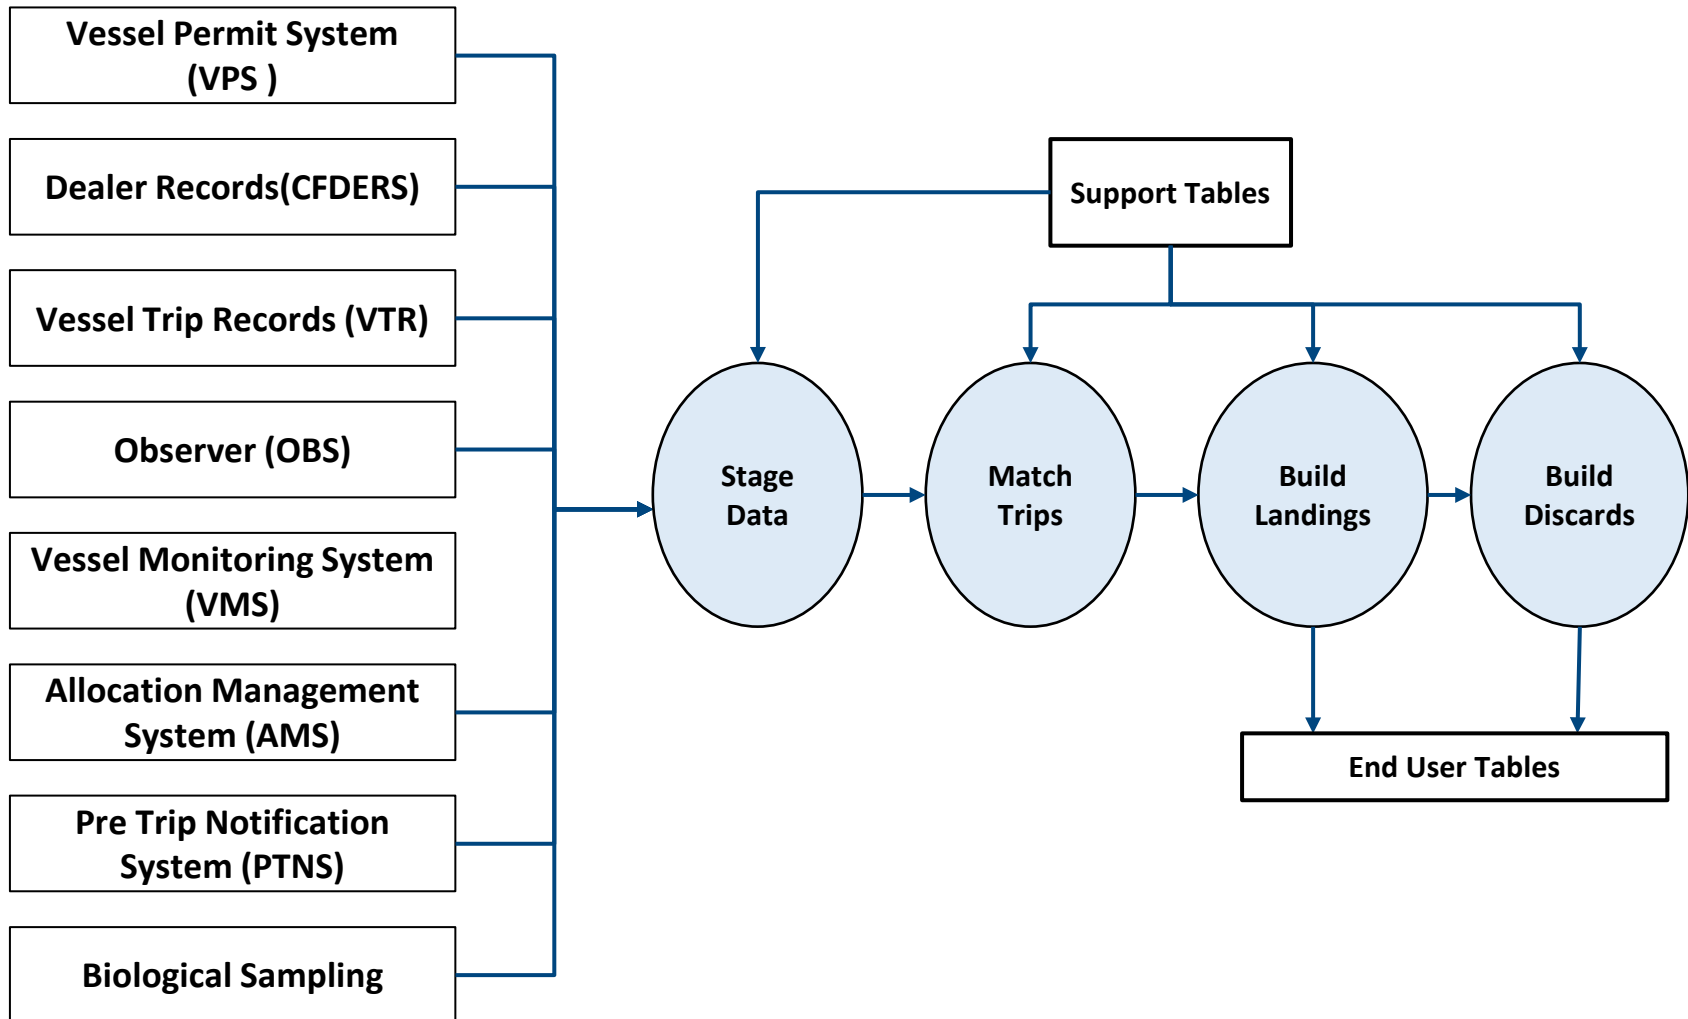 Vessel Permit System
(VPS )
Dealer Records(CFDERS)
Vessel Trip Records (VTR)
Observer (OBS)
Vessel Monitoring System
(VMS)
Allocation Management
System (AMS)
Pre Trip Notification
System (PTNS)
Biological Sampling
Support Tables
Stage
Data
Match
Trips
Build
Landings
Build
Discards
End User Tables